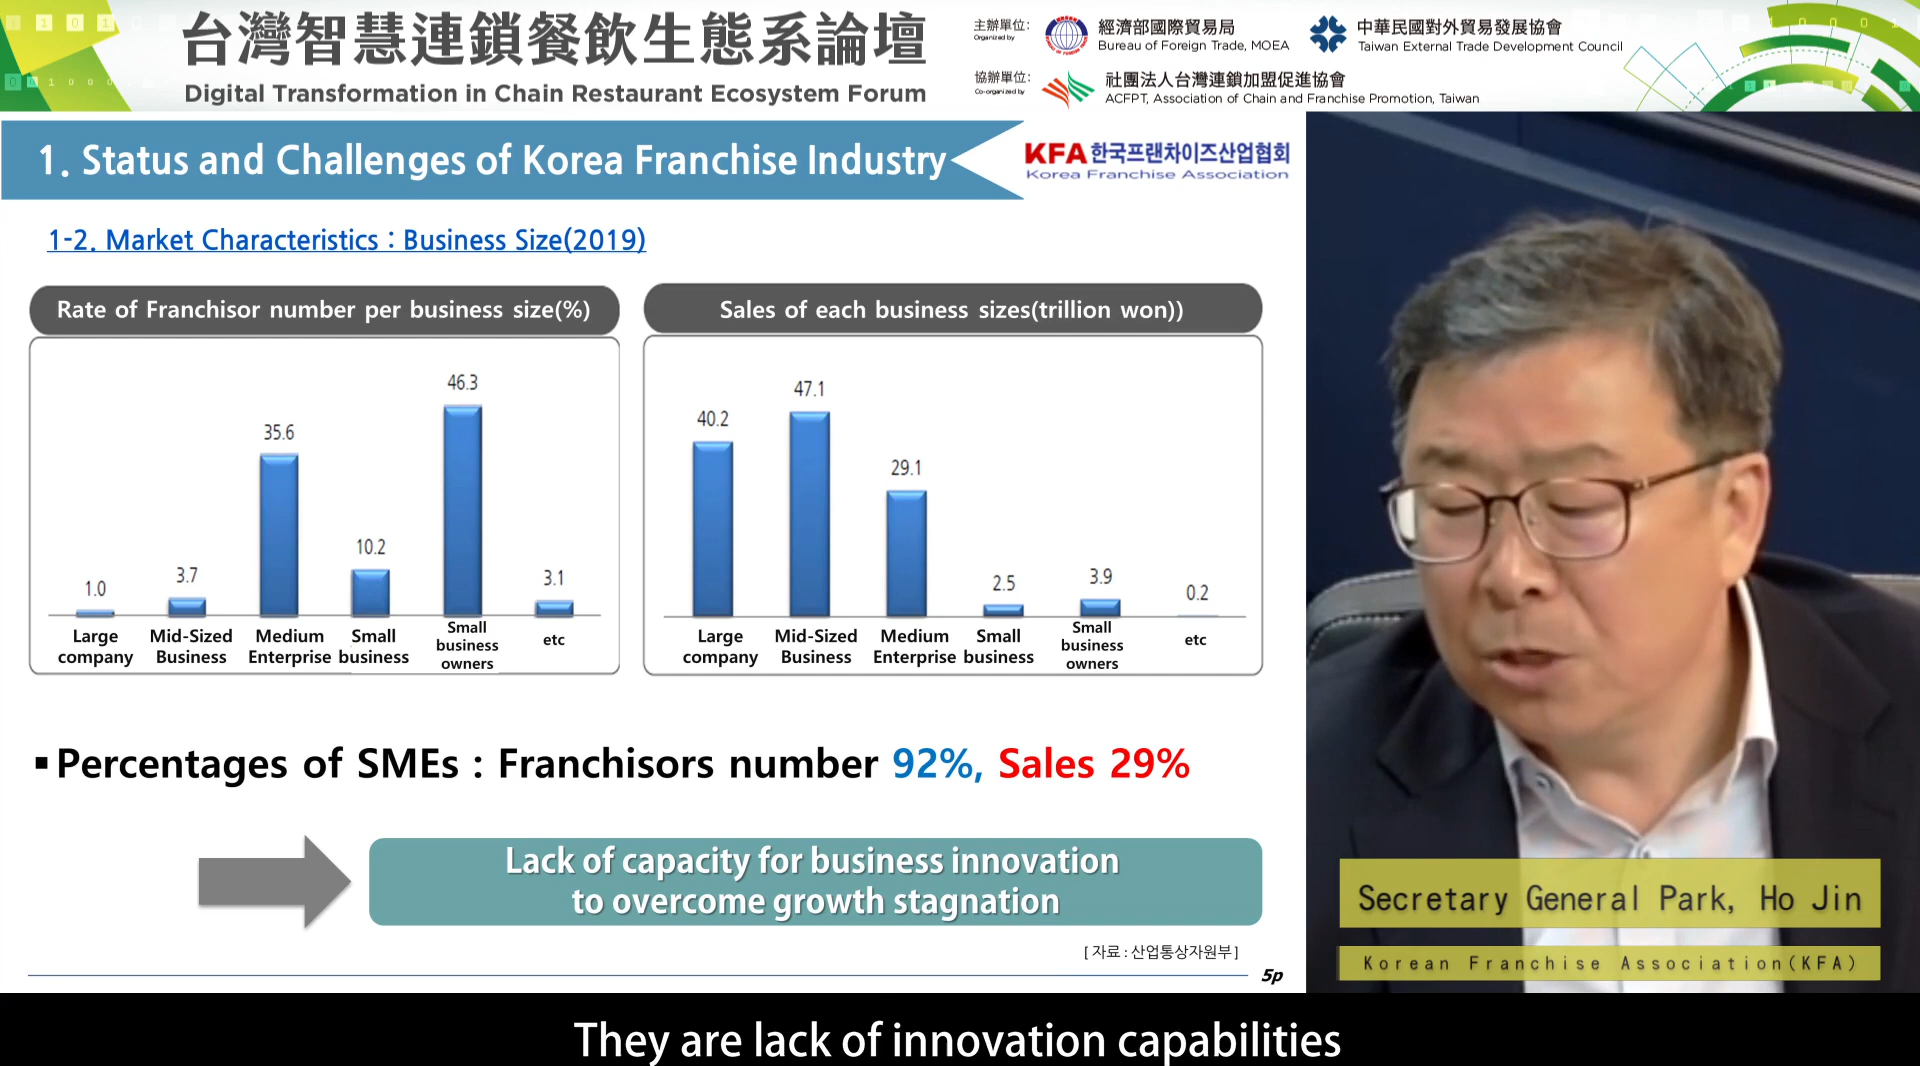 台灣智慧連鎖餐飲生態系論壇
Digital Transformation in Chain Restaurant Ecosystem Forum
主辦單位:
Organized by
經濟部國際貿易局
Bureau of Foreign Trade, MOEA
中華民國對外貿易發展協會
Taiwan External Trade Development Council
協辦單位:
Co-organized by
社團法人台灣連鎖加盟促進協會
ACFPT, Association of Chain and Franchise Promotion, Taiwan
1. Status and Challenges of Korea Franchise Industry
KFA 한국프랜차이즈산업협회
Korea Franchise Association
1-2. Market Characteristics : Business Size(2019)
Rate of Franchisor number per business size(%)
1.0
3.7
35.6
10.2
46.3
3.1
Large company
Mid-Sized Business
Medium Enterprise
Small business
Small business owners
etc
Sales of each business sizes(trillion won))
40.2
47.1
29.1
2.5
3.9
0.2
Large company
Mid-Sized Business
Medium Enterprise
Small business
Small business owners
etc
▪ Percentages of SMEs : Franchisors number 92%, Sales 29%
Lack of capacity for business innovation
to overcome growth stagnation
[ 자료 : 산업통상자원부 ]
5p
Secretary General Park, Ho Jin
Korean Franchise Association(KFA)
They are lack of innovation capabilities